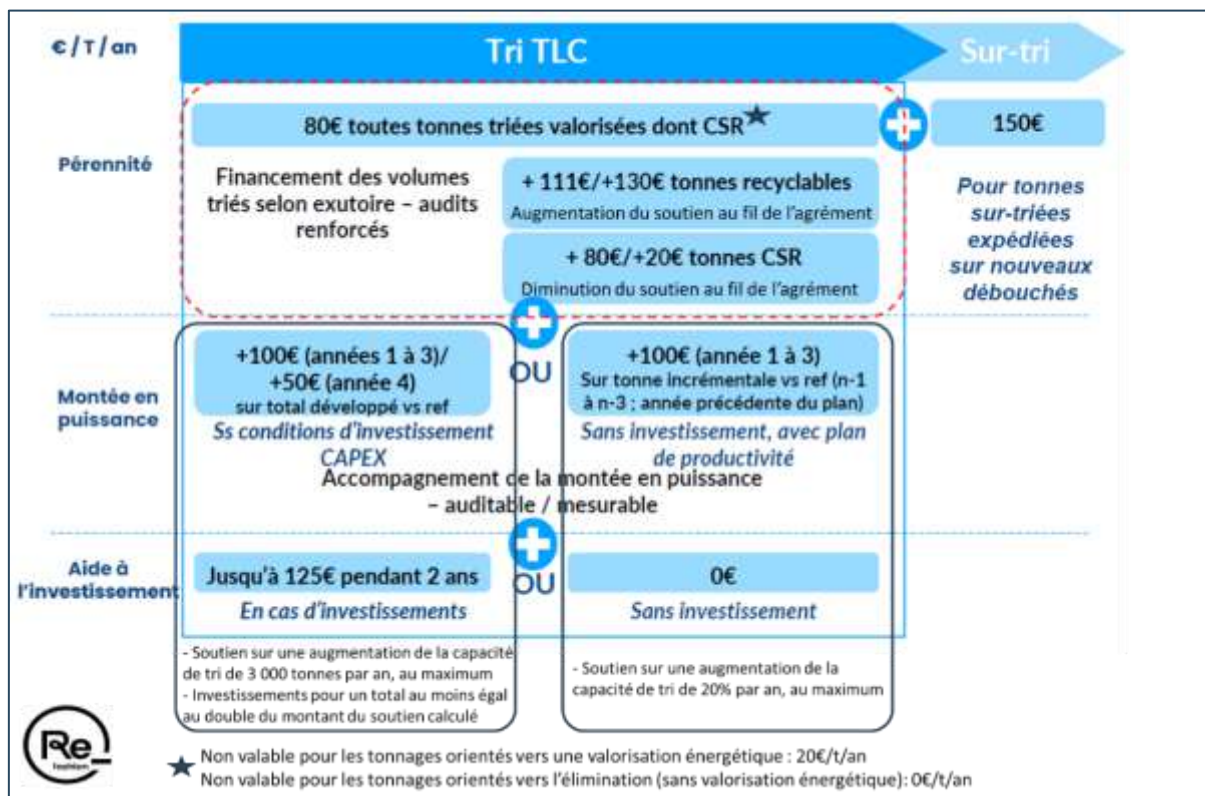 € / T / an
Tri TLC
Sur-tri
80€ toutes tonnes triées valorisées dont CSR
150€
Pérennité
Financement des volumes
triés selon exutoire – audits
renforcés
+ 111€/+130€ tonnes recyclables
Augmentation du soutien au fil de l'agrément
+ 80€/+20€ tonnes CSR
Diminution du soutien au fil de l'agrément
Pour tonnes
sur-triées
expédiées
sur nouveaux
débouchés
Montée en
puissance
+100€ (années 1 à 3)/
+50€ (année 4)
sur total développé vs ref
Ss conditions d'investissement
CAPEX
OU
+100€ (année 1 à 3)
Sur tonne incrémentale vs ref (n-1
à n-3 ; année précédente du plan)
Sans investissement, avec plan
de productivité
Accompagnement de la montée en puissance
– auditable / mesurable
Aide à
l'investissement
Jusqu'à 125€ pendant 2 ans
En cas d'investissements
OU
0€
Sans investissement
- Soutien sur une augmentation de la capacité
de tri de 3 000 tonnes par an, au maximum
- Investissements pour un total au moins égal
au double du montant du soutien calculé
- Soutien sur une augmentation de la
capacité de tri de 20% par an, au maximum
Re_
fashion
Non valable pour les tonnages orientés vers une valorisation énergétique : 20€/t/an
Non valable pour les tonnages orientés vers l'élimination (sans valorisation énergétique): 0€/t/an